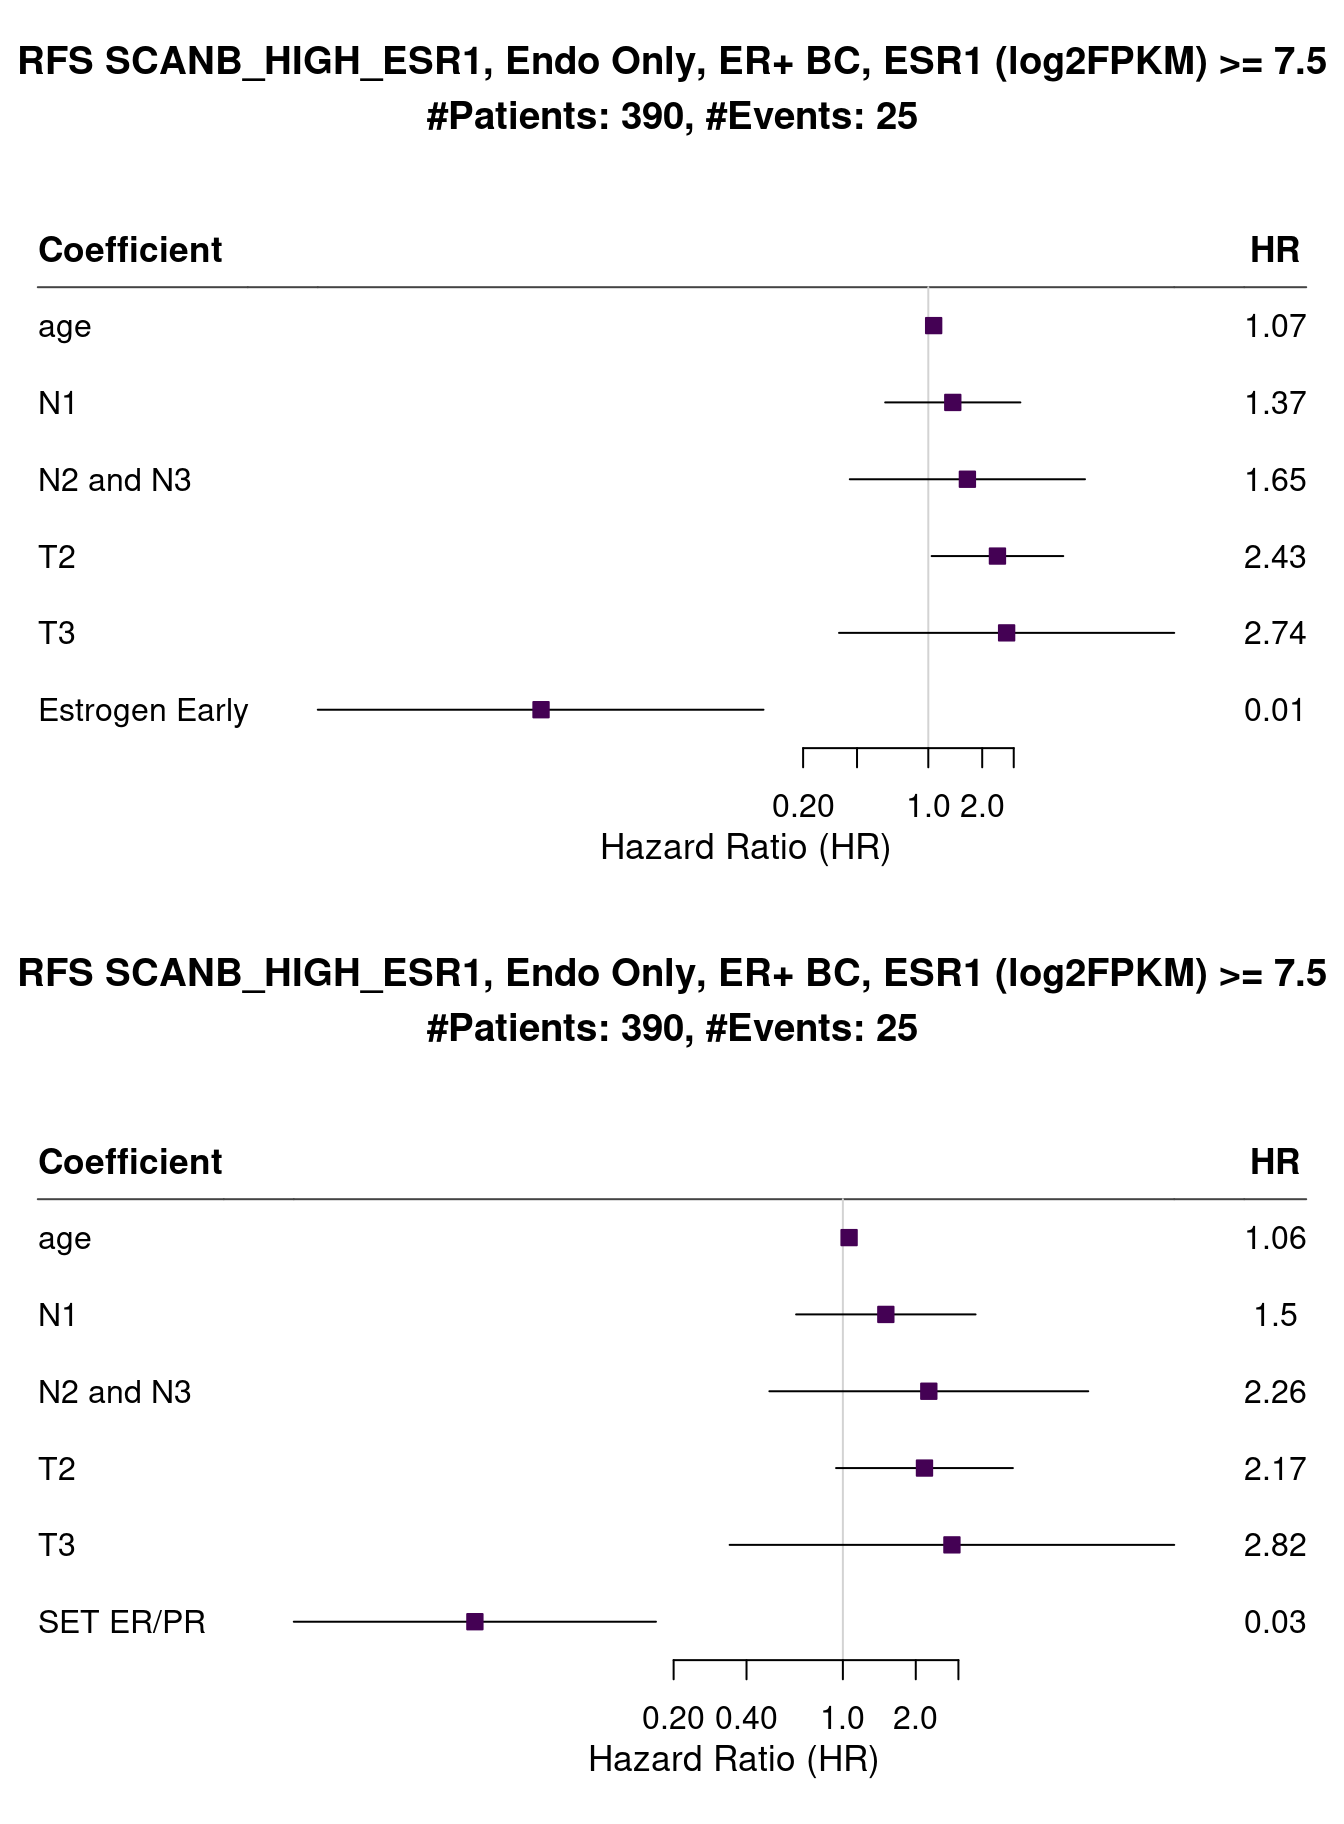 RFS SCANB_HIGH_ESR1, Endo Only, ER+ BC, ESR1 (log2FPKM) >= 7.5
#Patients: 390, #Events: 25
Coefficient HR
age 1.07
N1 1.37
N2 and N3 1.65
T2 2.43
T3 2.74
Estrogen Early 0.01
0.20 1.0 2.0
Hazard Ratio (HR)
RFS SCANB_HIGH_ESR1, Endo Only, ER+ BC, ESR1 (log2FPKM) >= 7.5
#Patients: 390, #Events: 25
Coefficient HR
age 1.06
N1 1.5
N2 and N3 2.26
T2 2.17
T3 2.82
SET ER/PR 0.03
0.20 0.40 1.0 2.0
Hazard Ratio (HR)